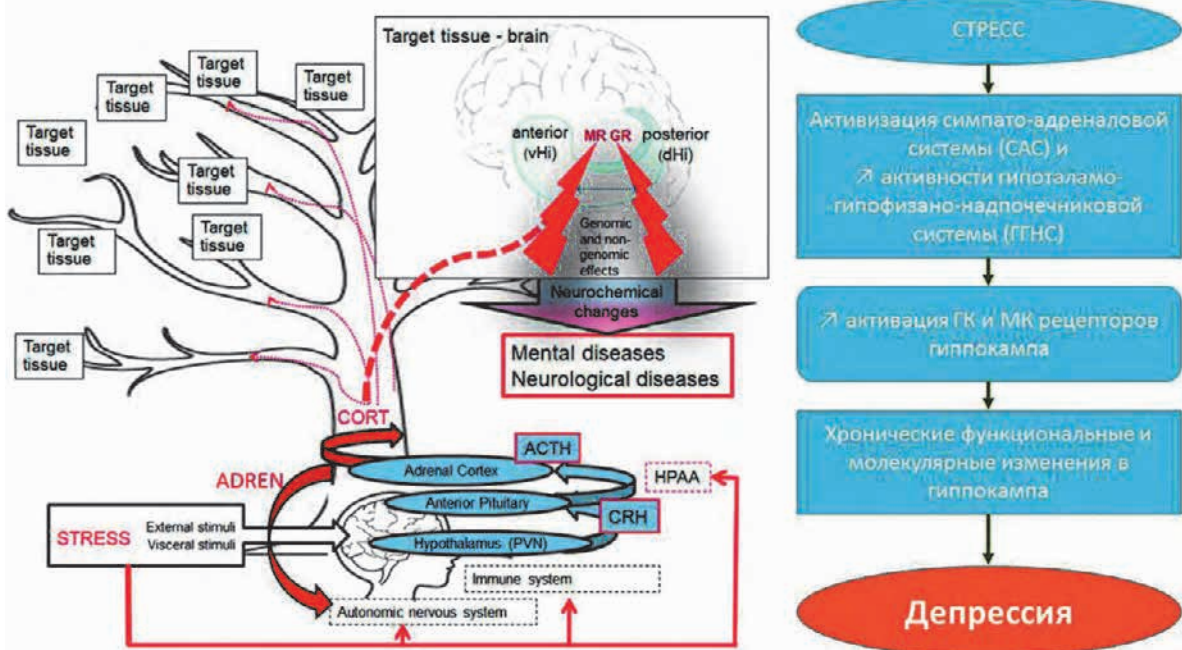 Target tissue - brain
anterior
(vHi)
MR GR
posterior
(dHi)
Genomic
and non-
genomic
effects
Neurochemical
changes
Mental diseases
Neurological diseases
Target
tissue
Target
tissue
Target
tissue
Target
tissue
Target
tissue
Target
tissue
Target
tissue
Target
tissue
CORT
ADREN
ACTH
Adrenal Cortex
HPAA
Anterior Pituitary
CRH
Hypothalamus (PVN)
STRESS
External stimuli
Visceral stimuli
Immune system
Autonomic nervous system
СТРЕСС
Активизация симпато-адреналовой
системы (САС) и
↗ активности гипоталамо-
гипофизано-надпочечниковой
системы (ГГНС)
↗ активация ГК и МК рецепторов
гиппокампа
Хронические функциональные и
молекулярные изменения в
гиппокампа
Депрессия